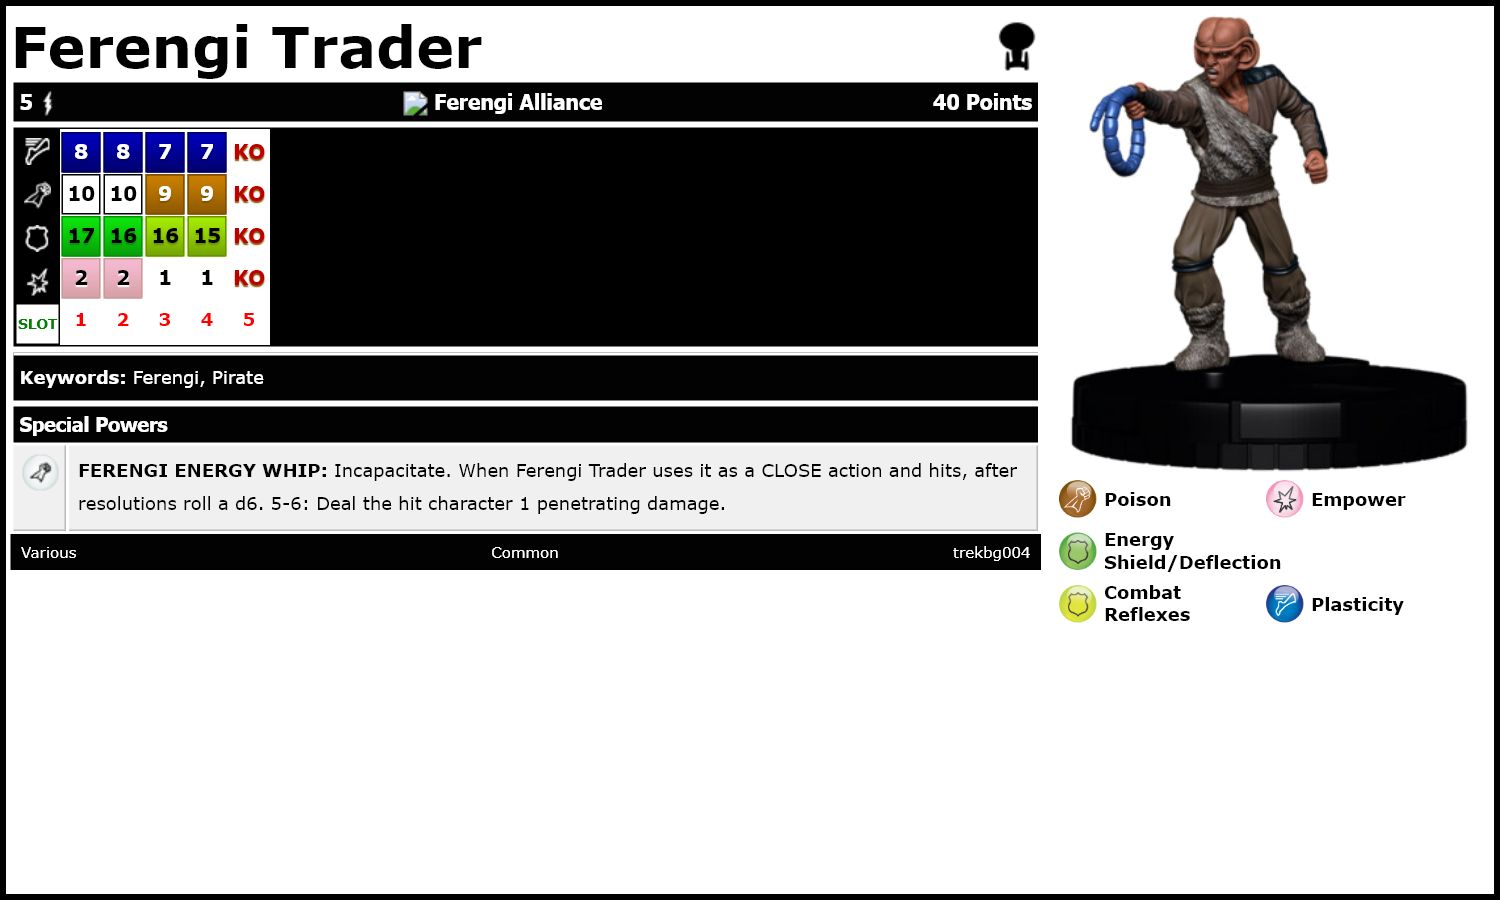 Ferengi Trader
5 Ferengi Alliance 40 Points
8 8 7 7 KO
10 10 9 9 KO
17 16 16 15 KO
2 2 1 1 KO
SLOT 1 2 3 4 5
Keywords: Ferengi, Pirate
Special Powers
FERENGI ENERGY WHIP: Incapacitate. When Ferengi Trader uses it as a CLOSE action and hits, after
resolutions roll a d6. 5-6: Deal the hit character 1 penetrating damage.
Various Common trekbg004
Poison Empower
Energy
Shield/Deflection
Combat
Reflexes
Plasticity